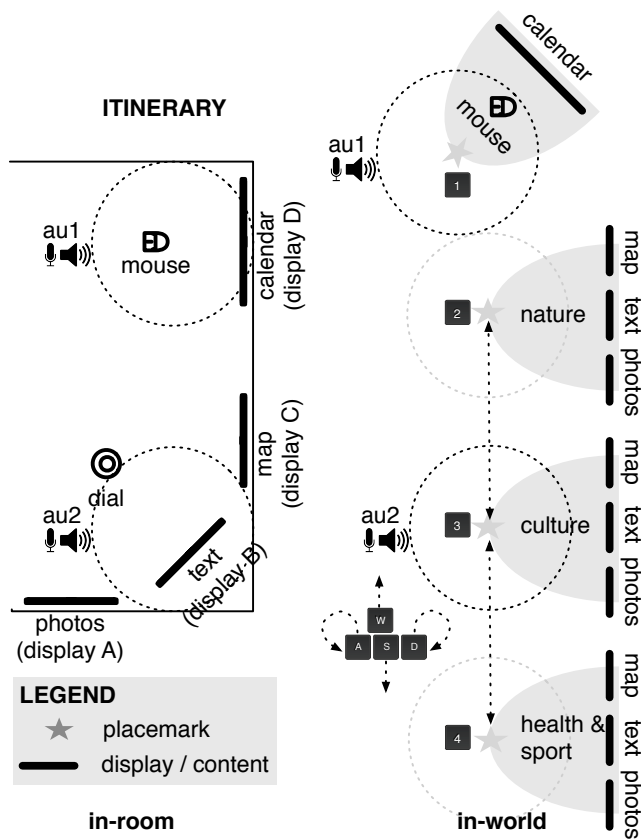 ITINERARY
au1
mouse
calendar
(display D)
map
(display C)
dial
au2
text
(display B)
photos
(display A)
LEGEND
placemark
display / content
in-room
calendar
mouse
au1
1
map
text
photos
2
nature
map
text
photos
au2
3
culture
W
A
S
D
map
text
photos
4
health &
sport
in-world